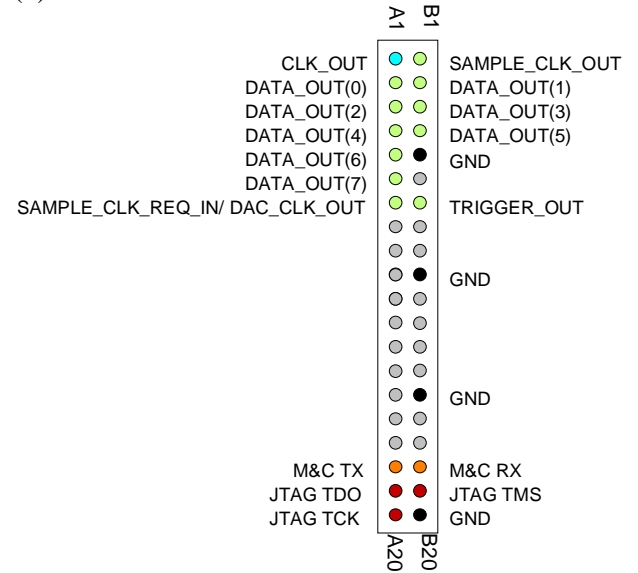 A1 B1
CLK_OUT SAMPLE_CLK_OUT
DATA_OUT(0) DATA_OUT(1)
DATA_OUT(2) DATA_OUT(3)
DATA_OUT(4) DATA_OUT(5)
DATA_OUT(6) GND
DATA_OUT(7)
SAMPLE_CLK_REQ_IN/ DAC_CLK_OUT TRIGGER_OUT
GND
GND
M&C TX M&C RX
JTAG TDO JTAG TMS
JTAG TCK GND
A20 B20